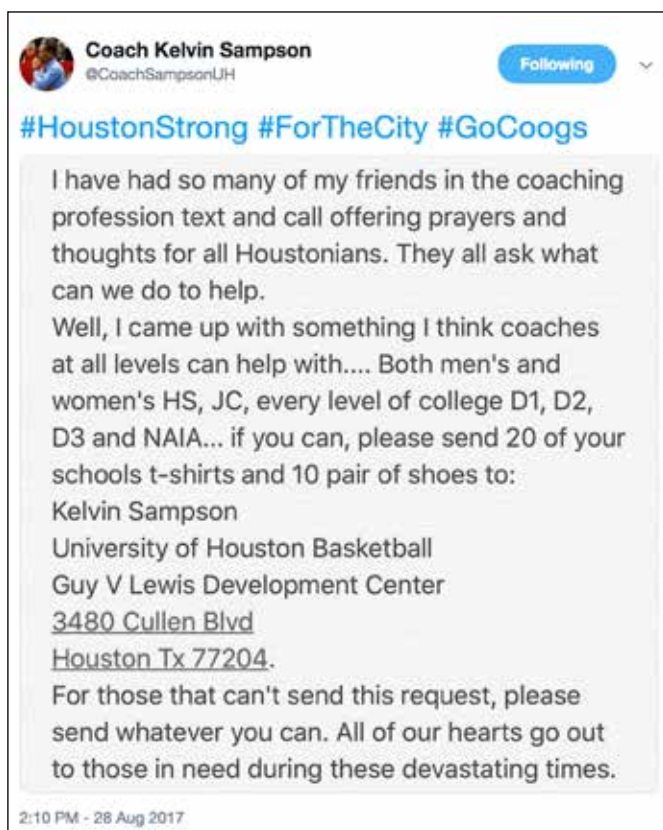 Coach Kelvin Sampson
@CoachSampsonUH
Following
#HoustonStrong #ForTheCity #GoCoogs
I have had so many of my friends in the coaching
profession text and call offering prayers and
thoughts for all Houstonians. They all ask what
can we do to help.
Well, I came up with something I think coaches
at all levels can help with.... Both men's and
women's HS, JC, every level of college D1, D2,
D3 and NAIA... if you can, please send 20 of your
schools t-shirts and 10 pair of shoes to:
Kelvin Sampson
University of Houston Basketball
Guy V Lewis Development Center
3480 Cullen Blvd
Houston Tx 77204.
For those that can't send this request, please
send whatever you can. All of our hearts go out
to those in need during these devastating times.
2:10 PM - 28 Aug 2017